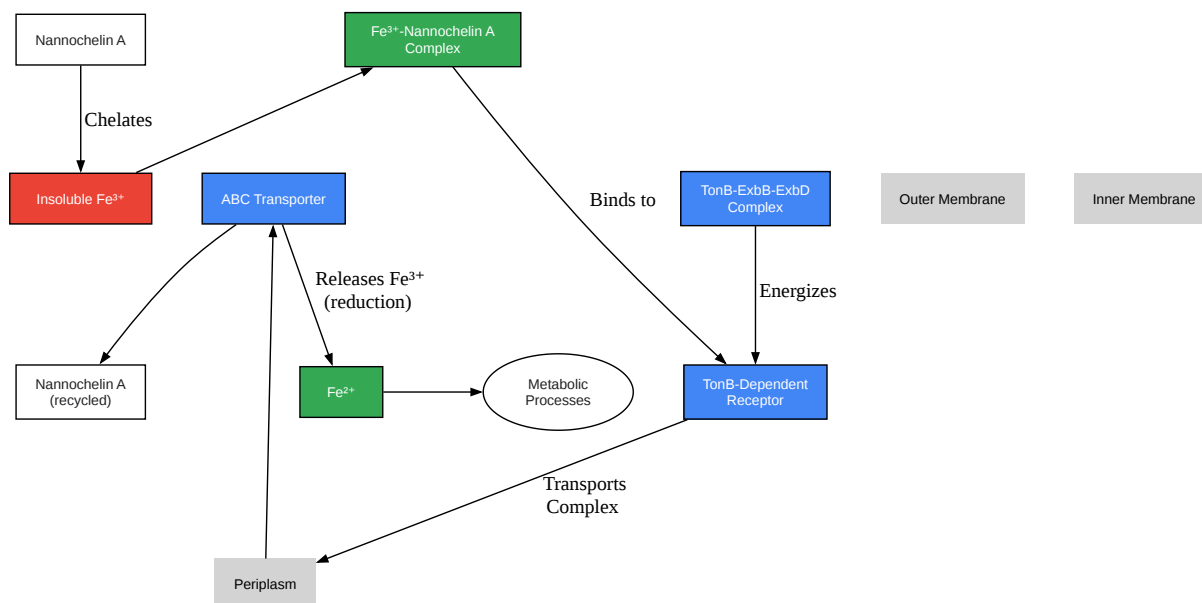 Nannochelin A
Fe³⁺-Nannochelin A
Complex
Chelates
Insoluble Fe³⁺
ABC Transporter
Binds to
TonB-ExbB-ExbD
Complex
Outer Membrane
Inner Membrane
Releases Fe³⁺
(reduction)
Energizes
Nannochelin A
(recycled)
Fe²⁺
Metabolic
Processes
TonB-Dependent
Receptor
Transports
Complex
Periplasm